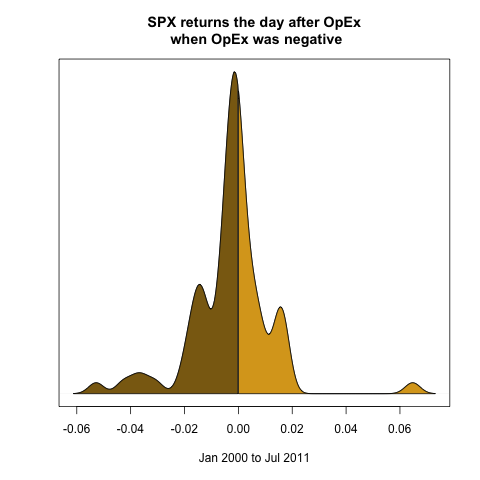 SPX returns the day after OpEx
when OpEx was negative
-0.06 -0.04 -0.02 0.00 0.02 0.04 0.06
Jan 2000 to Jul 2011